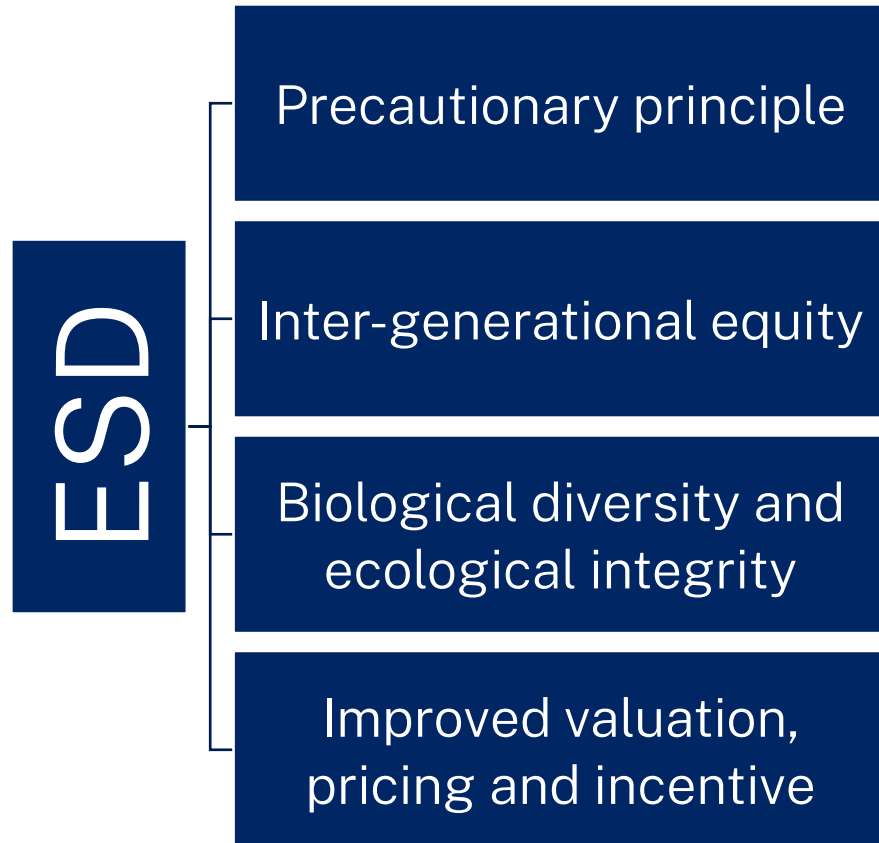 ESD
Precautionary principle
Inter-generational equity
Biological diversity and
ecological integrity
Improved valuation,
pricing and incentive